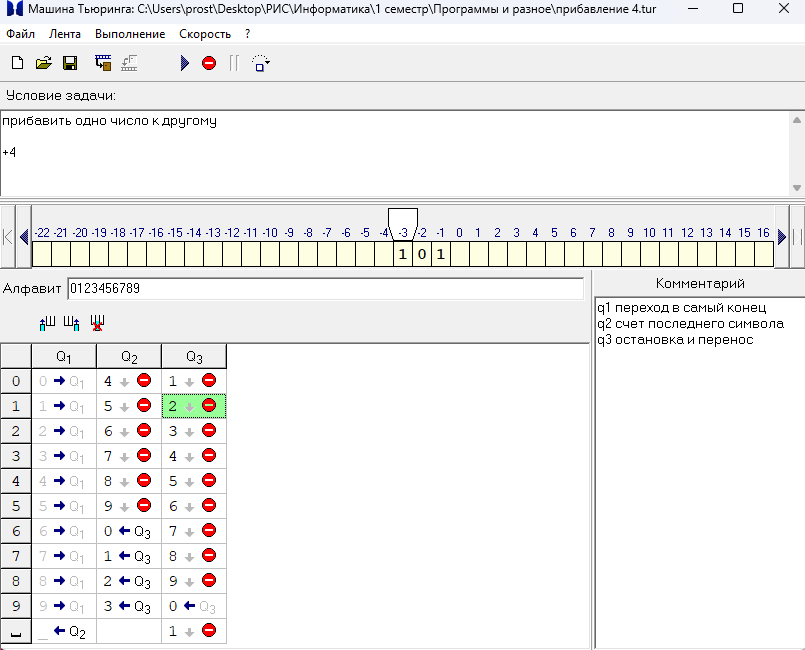 Машина Тьюринга: C:\Users\prost\Desktop\РИС\Информатика\1 семестр\Программы и разное\прибавление 4.tur
Файл Лента Выполнение Скорость ?
Условие задачи:
прибавить одно число к другому
+4
-22 -21 -20 -19 -18 -17 -16 -15 -14 -13 -12 -11 -10 -9 -8 -7 -6 -5 -4 -3 -2 -1 0 1 2 3 4 5 6 7 8 9 10 11 12 13 14 15 16
1 0 1
Алфавит 0123456789
Комментарий
q1 переход в самый конец
q2 счет последнего символа
q3 остановка и перенос
Q1 Q2 Q3
0 0 ➔ Q1 4 1
1 1 ➔ Q1 5 2
2 2 ➔ Q1 6 3
3 3 ➔ Q1 7 4
4 4 ➔ Q1 8 5
5 5 ➔ Q1 9 6
6 6 ➔ Q1 0 ← Q3 7
7 7 ➔ Q1 1 ← Q3 8
8 8 ➔ Q1 2 ← Q3 9
9 9 ➔ Q1 3 ← Q3 0 ← Q3
_ ← Q2 1